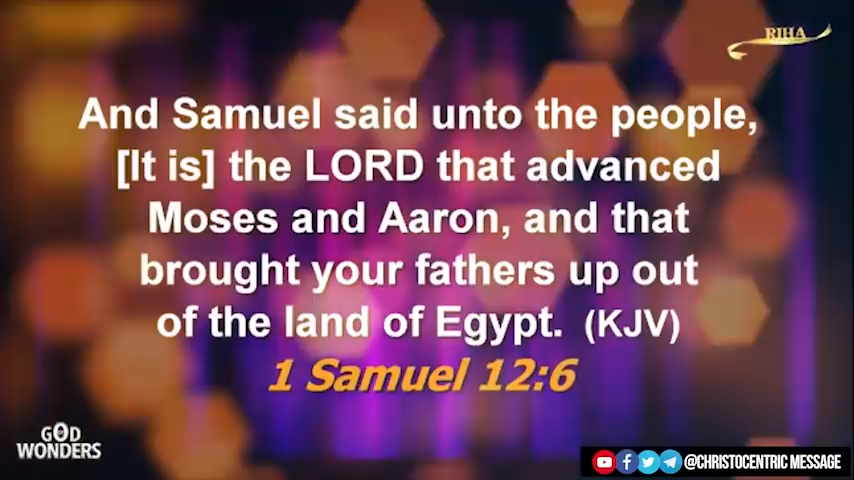 RIHA
And Samuel said unto the people,
[It is] the LORD that advanced
Moses and Aaron, and that
brought your fathers up out
of the land of Egypt. (KJV)
1 Samuel 12:6
GOD
WONDERS
@CHRISTOCENTRIC MESSAGE